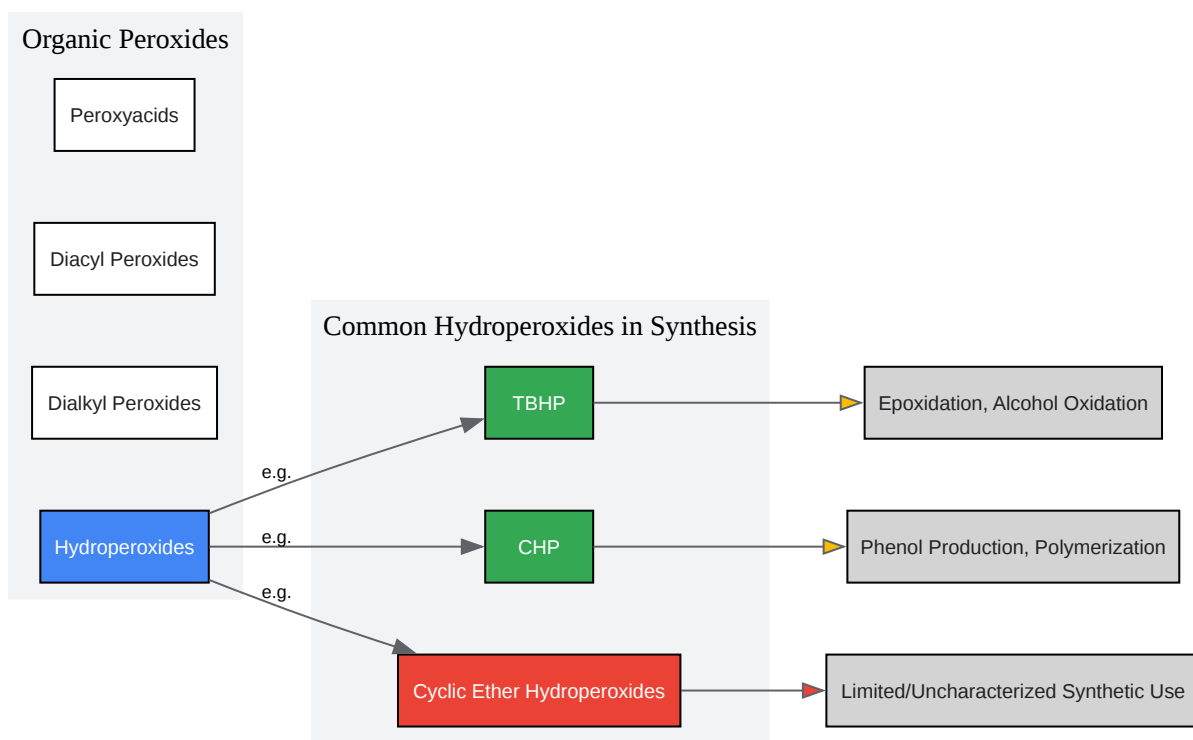 Organic Peroxides
Peroxyacids
Diacyl Peroxides
Dialkyl Peroxides
Hydroperoxides
e.g.
e.g.
e.g.
Common Hydroperoxides in Synthesis
TBHP
CHP
Cyclic Ether Hydroperoxides
Epoxidation, Alcohol Oxidation
Phenol Production, Polymerization
Limited/Uncharacterized Synthetic Use